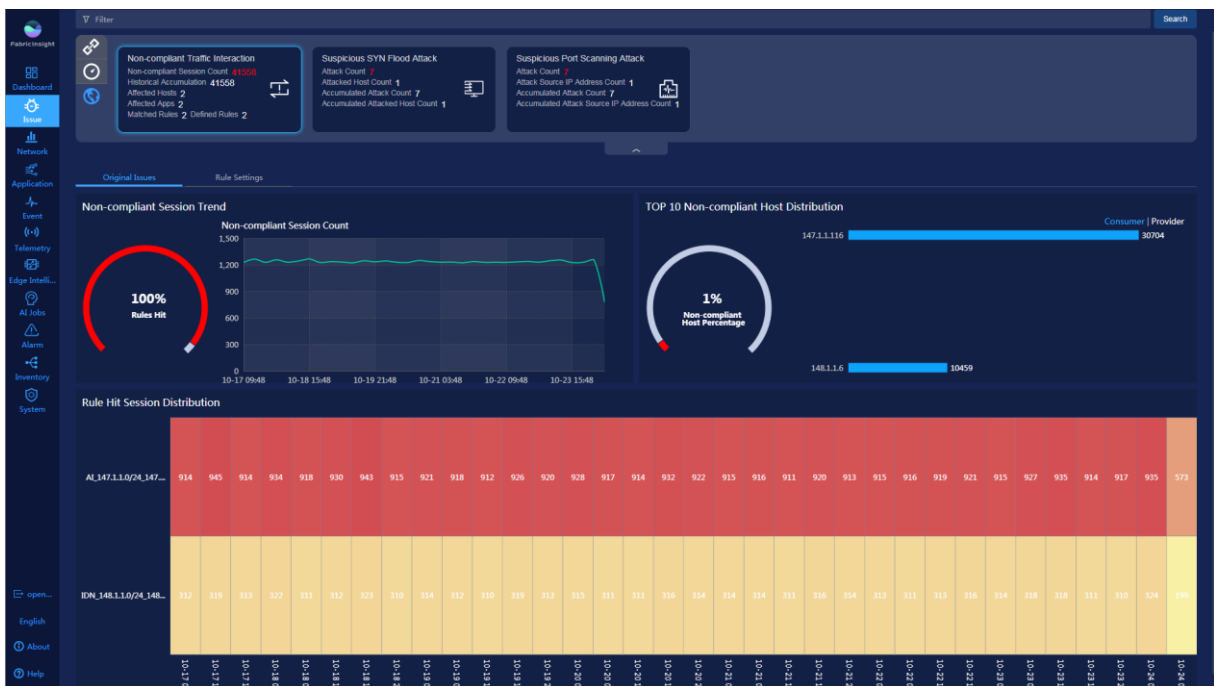 Filter
Search
FabricInsight
Dashboard
Issue
Network
Application
Event
Telemetry
Edge Intelli...
AI Jobs
Alarm
Inventory
System
open...
English
About
Help
Non-compliant Traffic Interaction
Non-compliant Session Count 41558
Historical Accumulation 41558
Affected Hosts 2
Affected Apps 2
Matched Rules 2 Defined Rules 2
Suspicious SYN Flood Attack
Attack Count 7
Attacked Host Count 1
Accumulated Attack Count 7
Accumulated Attacked Host Count 1
Suspicious Port Scanning Attack
Attack Count 7
Attack Source IP Address Count 1
Accumulated Attack Count 7
Accumulated Attack Source IP Address Count 1
Original Issues
Rule Settings
Non-compliant Session Trend
100%
Rules Hit
Non-compliant Session Count
1,500
1,200
900
600
300
0
10-17 09:48 10-18 15:48 10-19 21:48 10-21 03:48 10-22 09:48 10-23 15:48
TOP 10 Non-compliant Host Distribution
Consumer | Provider
1%
Non-compliant
Host Percentage
147.1.1.116 30704
148.1.1.6 10459
Rule Hit Session Distribution
AI_147.1.1.0/24_147... 914 945 914 934 918 930 943 915 921 918 912 926 920 928 917 914 932 922 915 916 911 920 913 915 916 919 921 915 927 935 914 917 935 573
IDN_148.1.1.0/24_148... 312 319 313 322 311 312 323 310 314 312 310 319 313 315 311 311 316 314 314 314 311 316 314 313 311 313 316 314 318 318 311 310 324